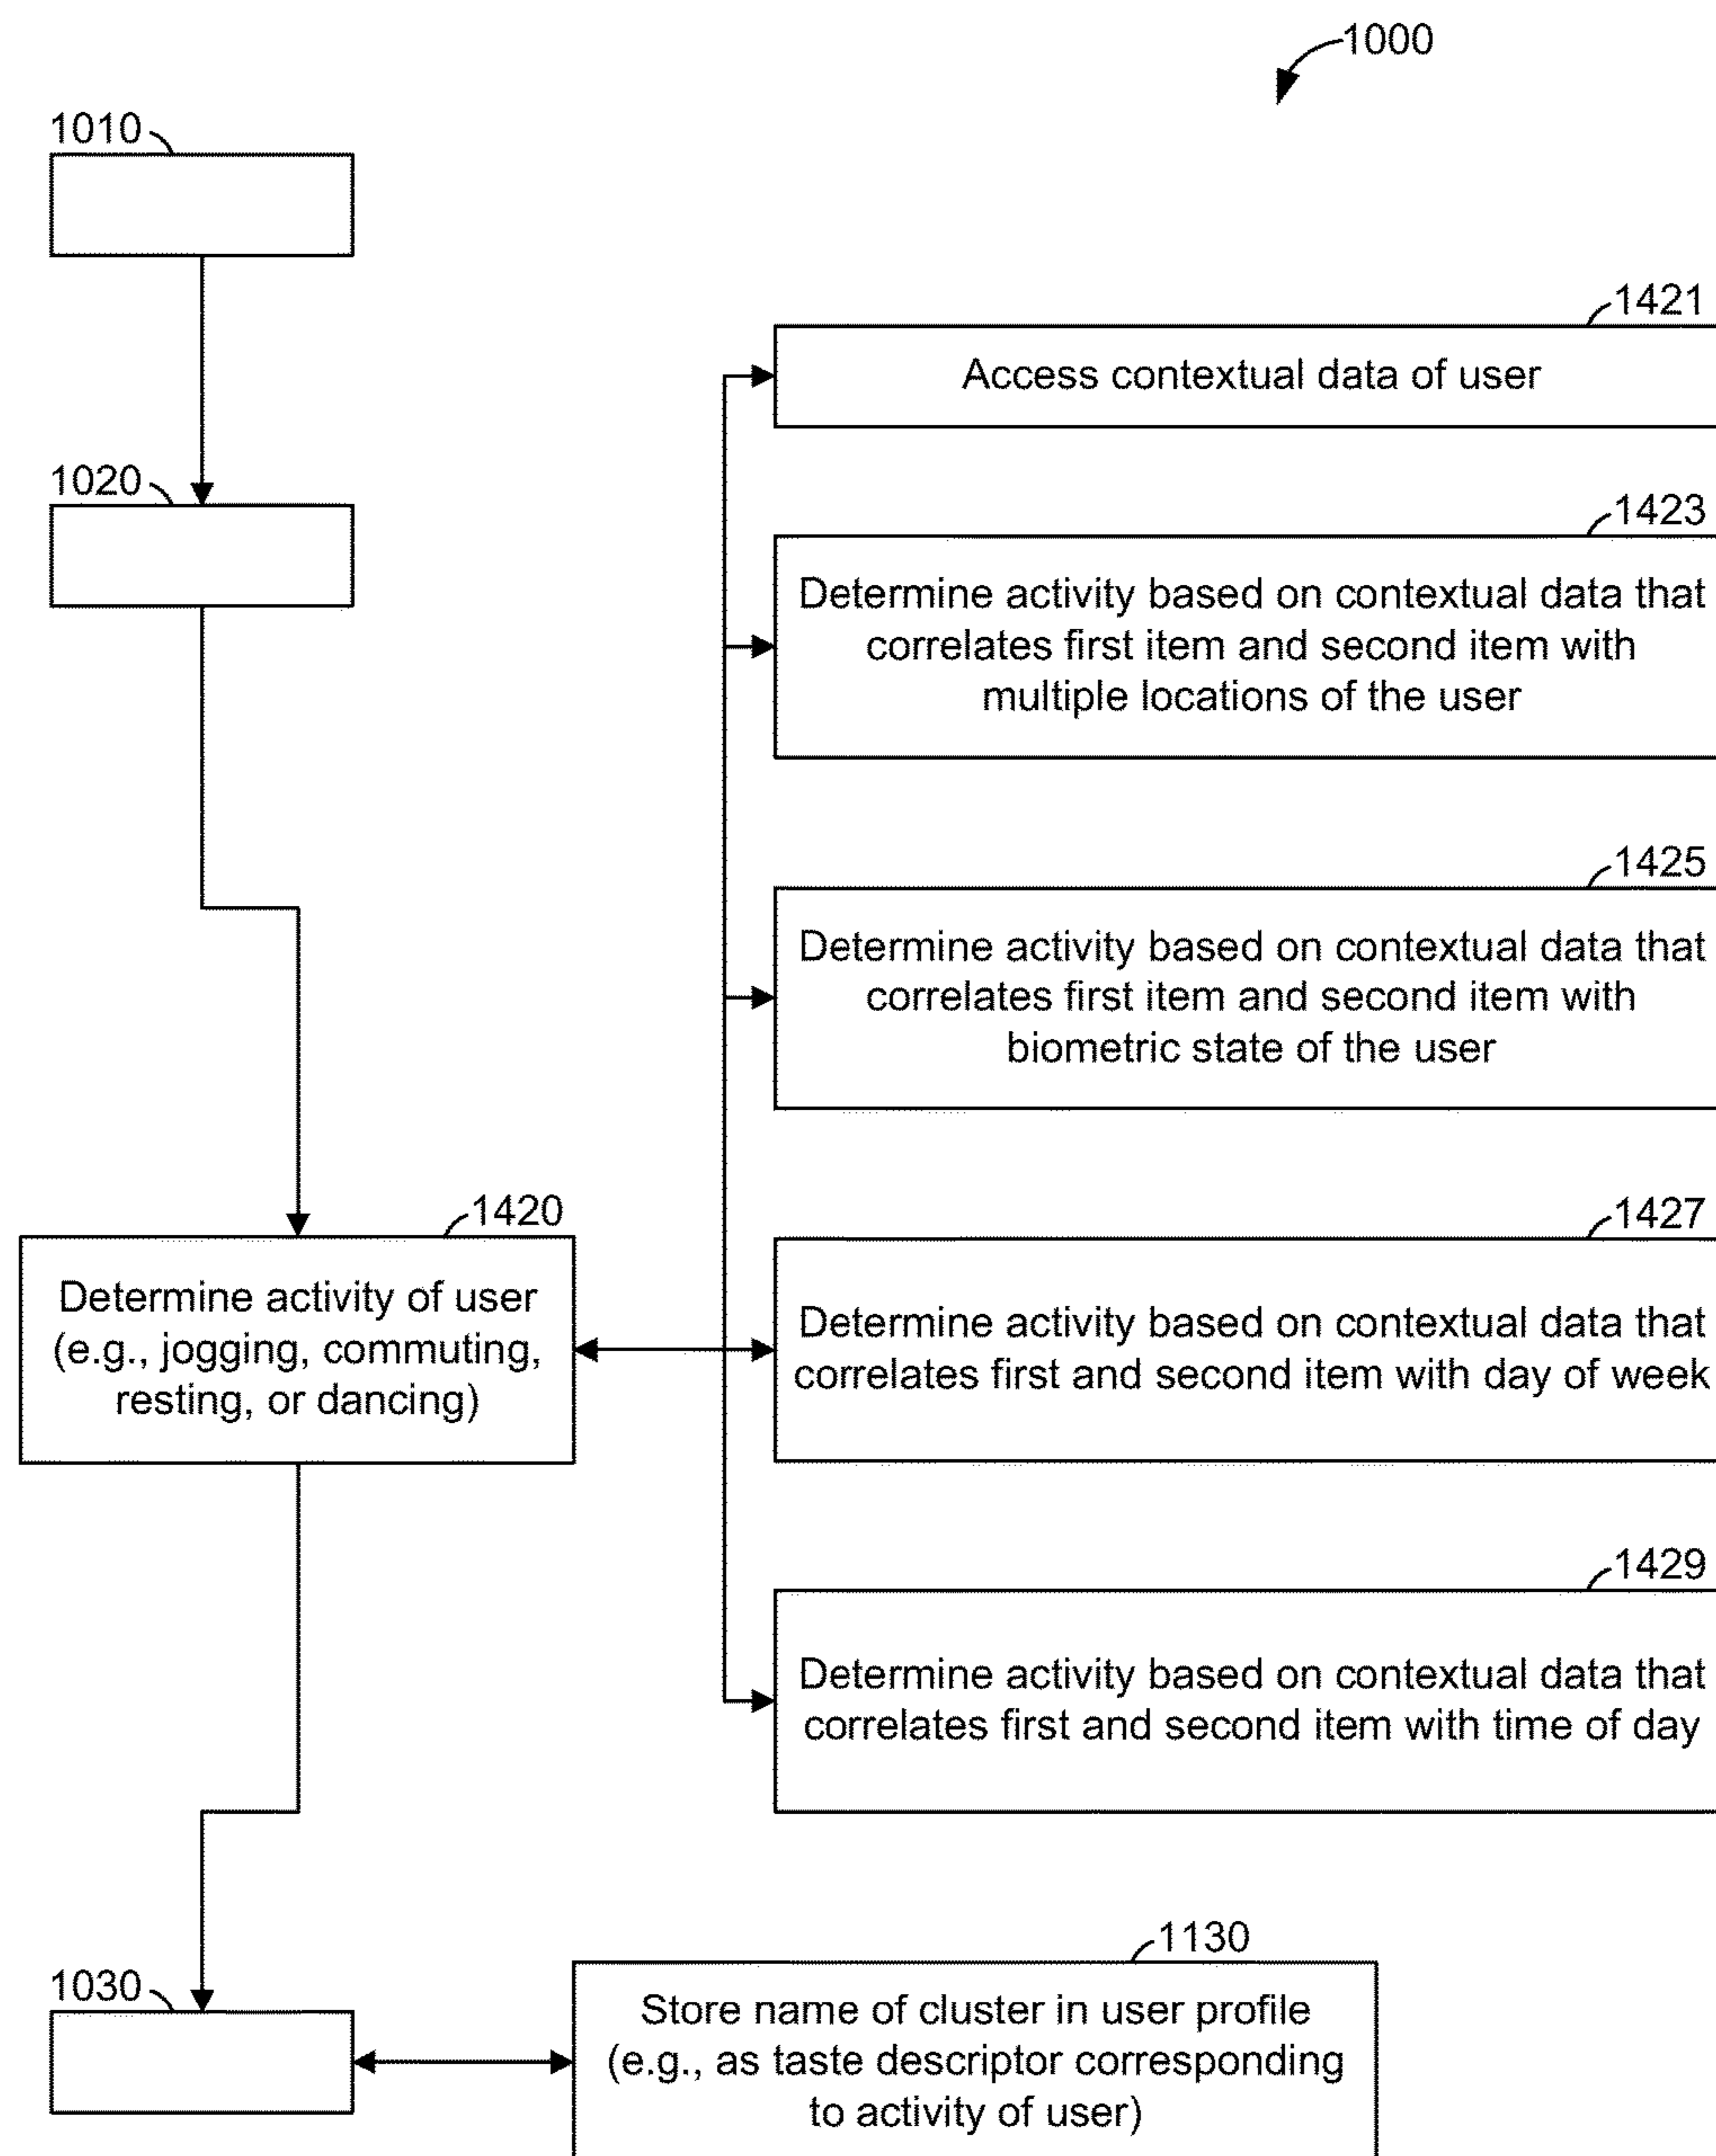 1000
1010
1421
Access contextual data of user
1020
1423
Determine activity based on contextual data that
correlates first item and second item with
multiple locations of the user
1425
Determine activity based on contextual data that
correlates first item and second item with
biometric state of the user
1420
Determine activity of user
(e.g., jogging, commuting,
resting, or dancing)
1427
Determine activity based on contextual data that
correlates first and second item with day of week
1429
Determine activity based on contextual data that
correlates first and second item with time of day
1030
1130
Store name of cluster in user profile
(e.g., as taste descriptor corresponding
to activity of user)